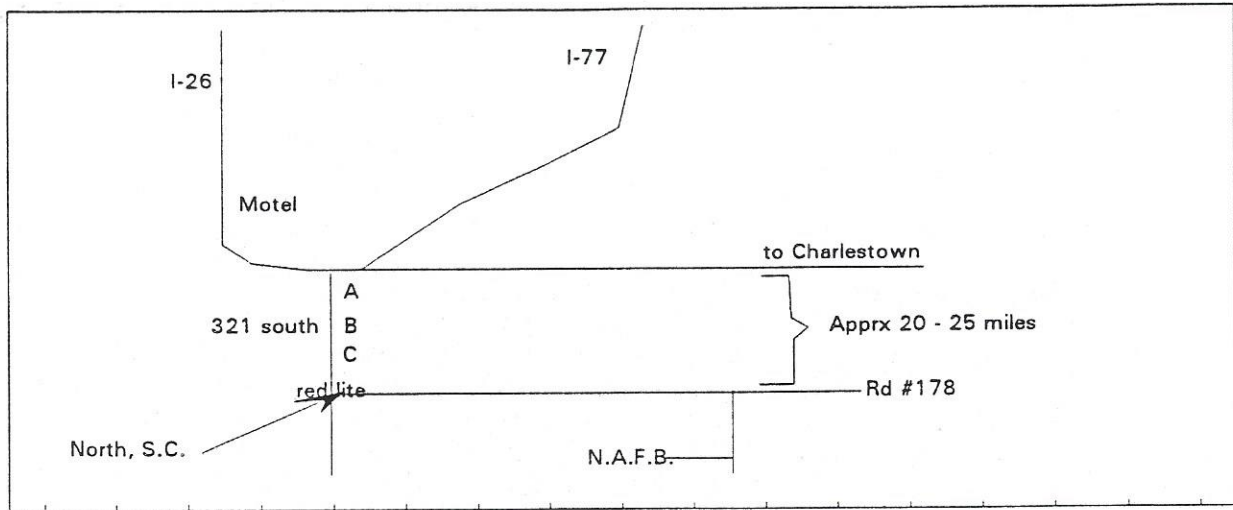 I-26
I-77
Motel
to Charlestown
A
321 south
B
Apprx 20 - 25 miles
C
red lite
Rd #178
North, S.C.
N.A.F.B.